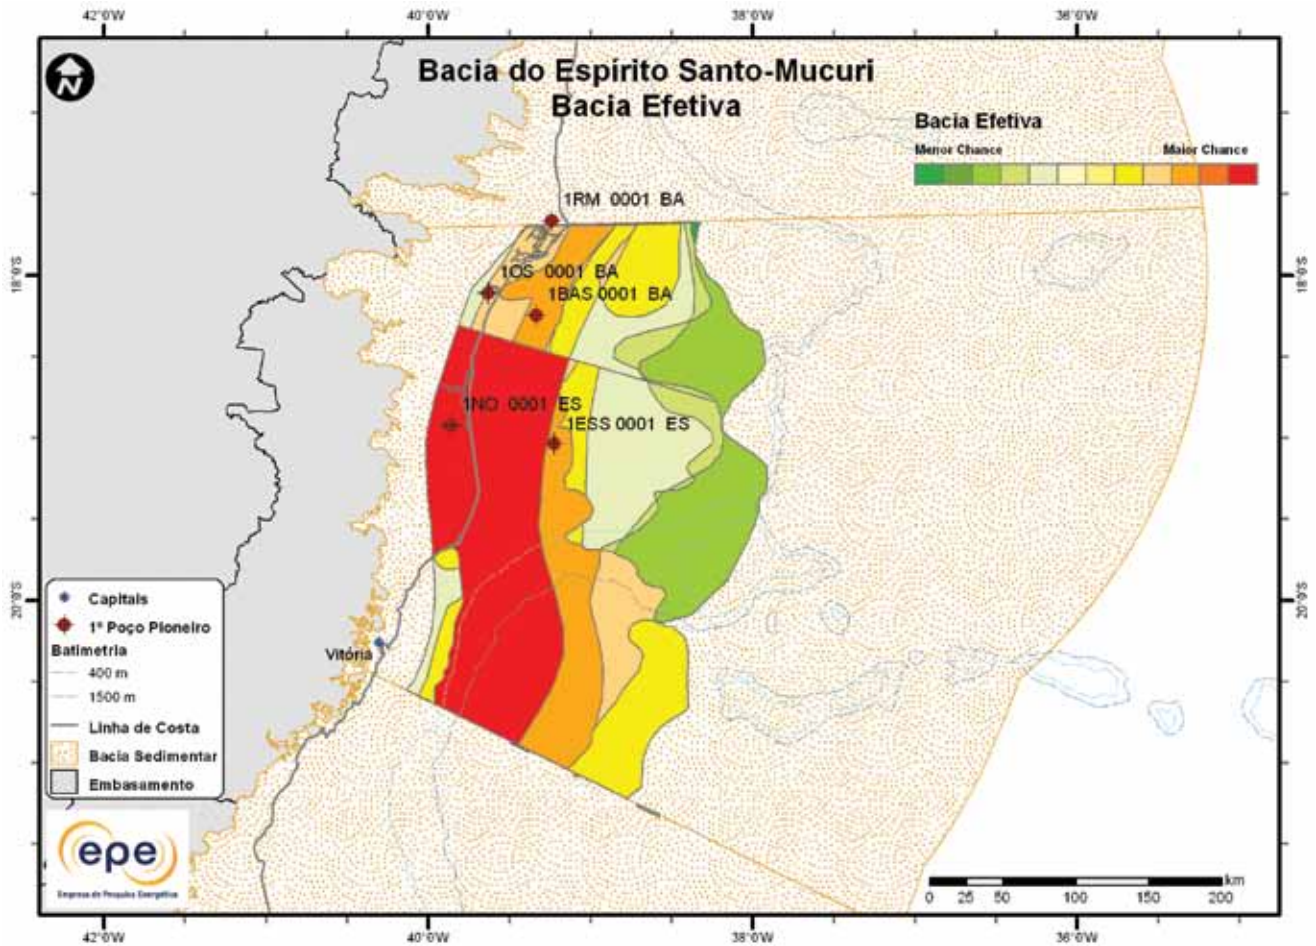 42°0'W 40°0'W 38°0'W 36°0'W
N
Bacia do Espírito Santo-Mucuri
Bacia Efetiva
Bacia Efetiva
Menor Chance Maior Chance
1RM 0001 BA
18°0'S 18°0'S
1OS 0001 BA
1BAS 0001 BA
1NO 0001 ES
1ESS 0001 ES
20°0'S 20°0'S
Vitória
Capitais
1º Poço Pioneiro
Batimetria
400 m
1500 m
Linha de Costa
Bacia Sedimentar
Embasamento
epe
Empresa de Pesquisa Energética
km
0 25 50 100 150 200
42°0'W 40°0'W 38°0'W 36°0'W